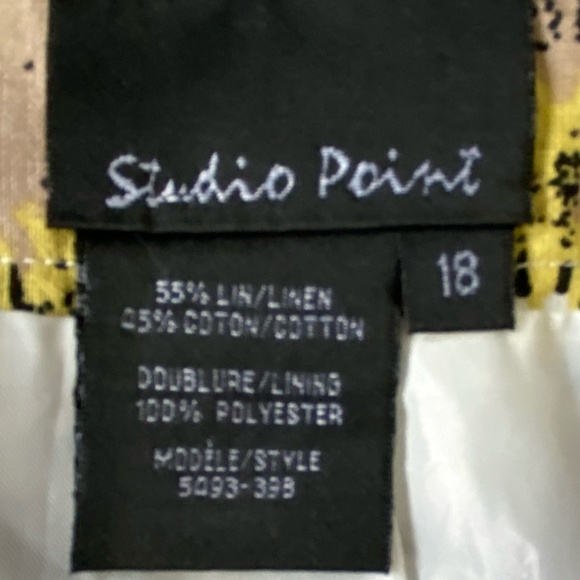 Studio Point
18
55% LIN/LINEN
45% COTON/COTTON
DOUBLURE/LINING
100% POLYESTER
MODÈLE/STYLE
5493-398